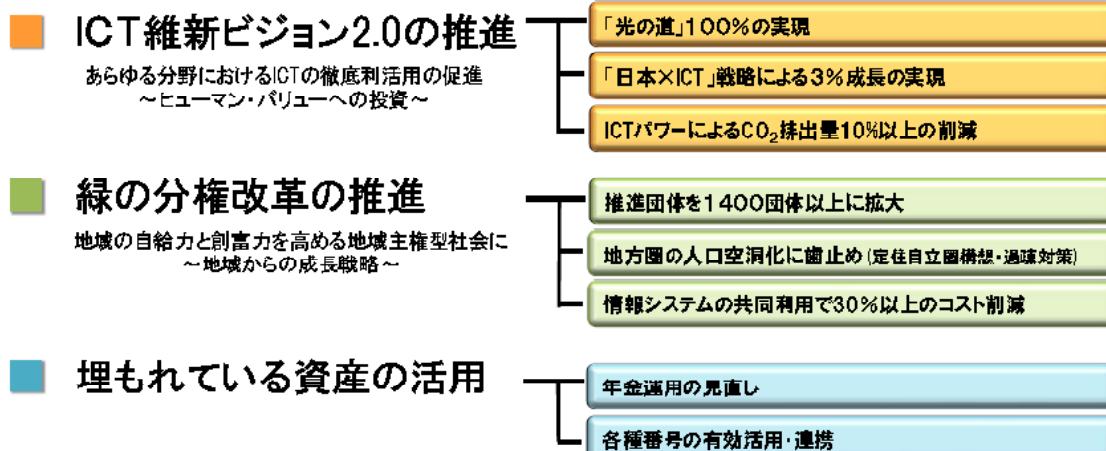 ICT維新ビジョン2.0の推進
あらゆる分野におけるICTの徹底利活用の促進
～ヒューマン・バリューへの投資～
「光の道」100％の実現
「日本×ICT」戦略による3％成長の実現
ICTパワーによるCO₂排出量10％以上の削減
緑の分権改革の推進
地域の自給力と創富力を高める地域主権型社会に
～地域からの成長戦略～
推進団体を1400団体以上に拡大
地方圏の人口空洞化に歯止め(定住自立圏構想・過疎対策)
情報システムの共同利用で30％以上のコスト削減
埋もれている資産の活用
年金運用の見直し
各種番号の有効活用・連携